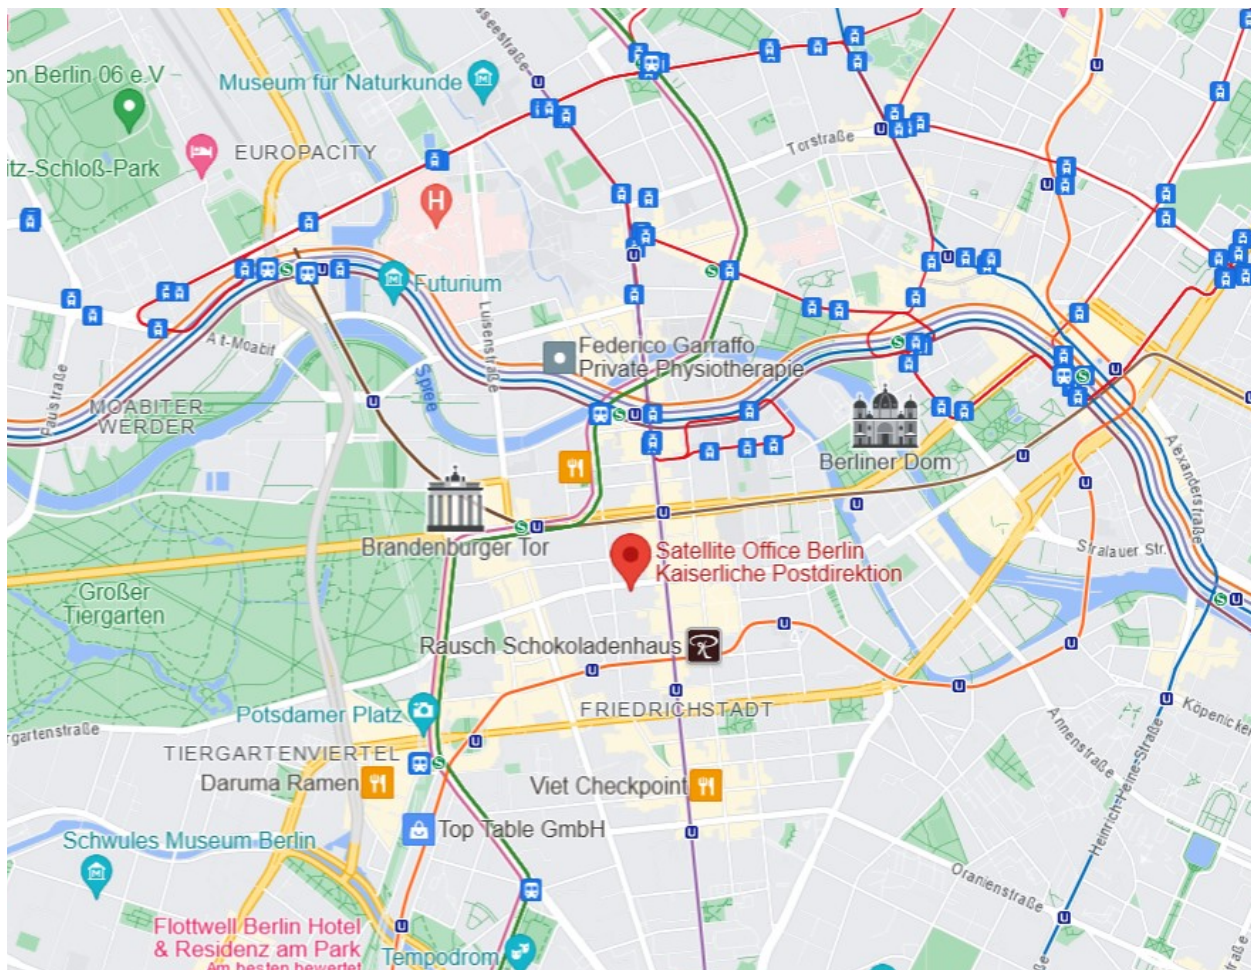 sseestraße
on Berlin 06 e.V
Museum für Naturkunde
EUROPACITY
itz-Schloß-Park
Torstraße
H
Futurium
Luisenstraße
Alt-Moabit
Spree
Federico Garraffo
Private Physiotherapie
Paulstraße
MOABITER
WERDER
Berliner Dom
Alexanderstraße
Brandenburger Tor
Satellite Office Berlin
Kaiserliche Postdirektion
Stralauer Str.
Großer
Tiergarten
Rausch Schokoladenhaus
Potsdamer Platz
FRIEDRICHSTADT
rgartenstraße
Annenstraße
Köpenicker
TIERGARTENVIERTEL
Daruma Ramen
Viet Checkpoint
Heinrich-Heine-Straße
Top Table GmbH
Schwules Museum Berlin
Oranienstraße
Flottwell Berlin Hotel
& Residenz am Park
Am besten bewertet
Tempodrom